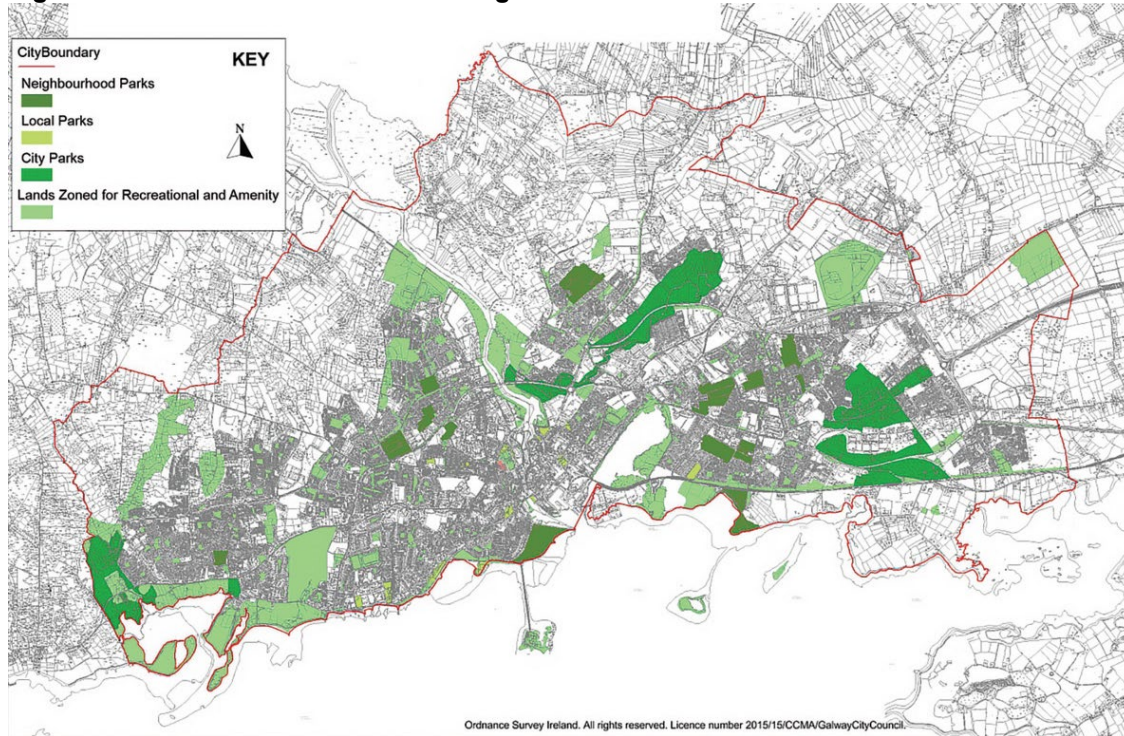 CityBoundary
KEY
Neighbourhood Parks
Local Parks
N
City Parks
Lands Zoned for Recreational and Amenity
Ordnance Survey Ireland. All rights reserved. Licence number 2015/15/CCMA/GalwayCityCouncil.